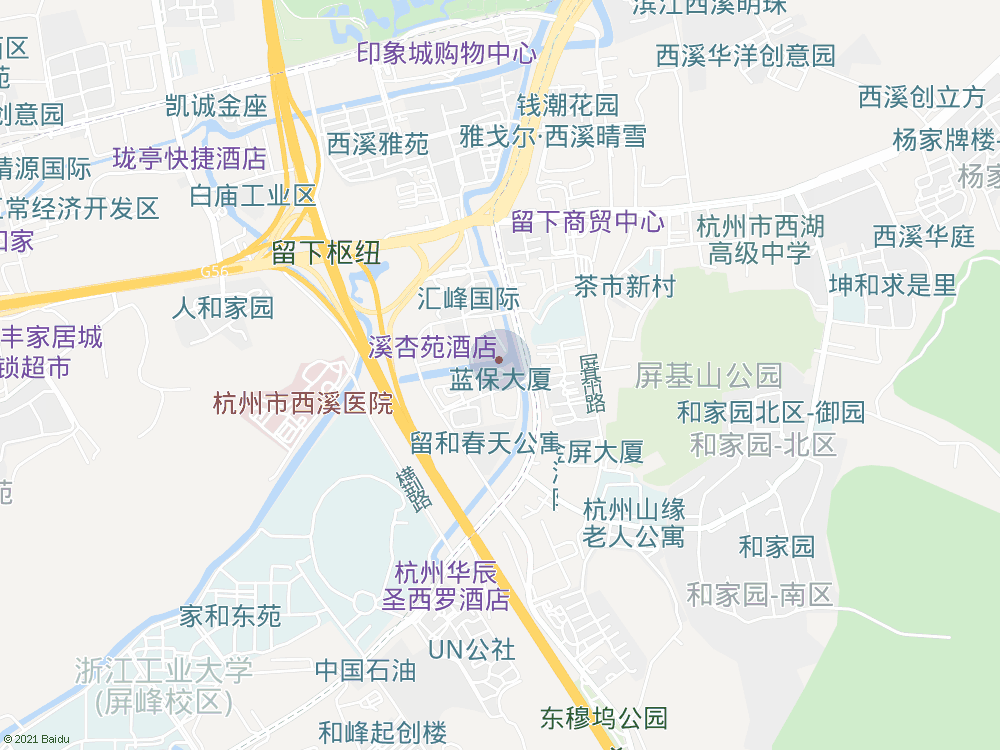 滨江西溪明珠
西区
印象城购物中心
西溪华洋创意园
苑
凯诚金座
钱潮花园
西溪创立方
创意园
西溪雅苑
雅戈尔·西溪晴雪
杨家牌楼-
珑亭快捷酒店
清源国际
杨家
白庙工业区
江常经济开发区
留下商贸中心
杭州市西湖
高级中学
和家
西溪华庭
留下枢纽
G56
茶市新村
坤和求是里
汇峰国际
人和家园
丰家居城
锁超市
溪杏苑酒店
屏基路
蓝保大厦
屏基山公园
杭州市西溪医院
和家园北区-御园
留和春天公寓
金屏大厦
和家园-北区
横埗路
苑
杭州山缘
老人公寓
和家园
杭州华辰
圣西罗酒店
和家园-南区
家和东苑
UN公社
浙江工业大学
(屏峰校区)
中国石油
东穆坞公园
和峰起创楼
© 2021 Baidu